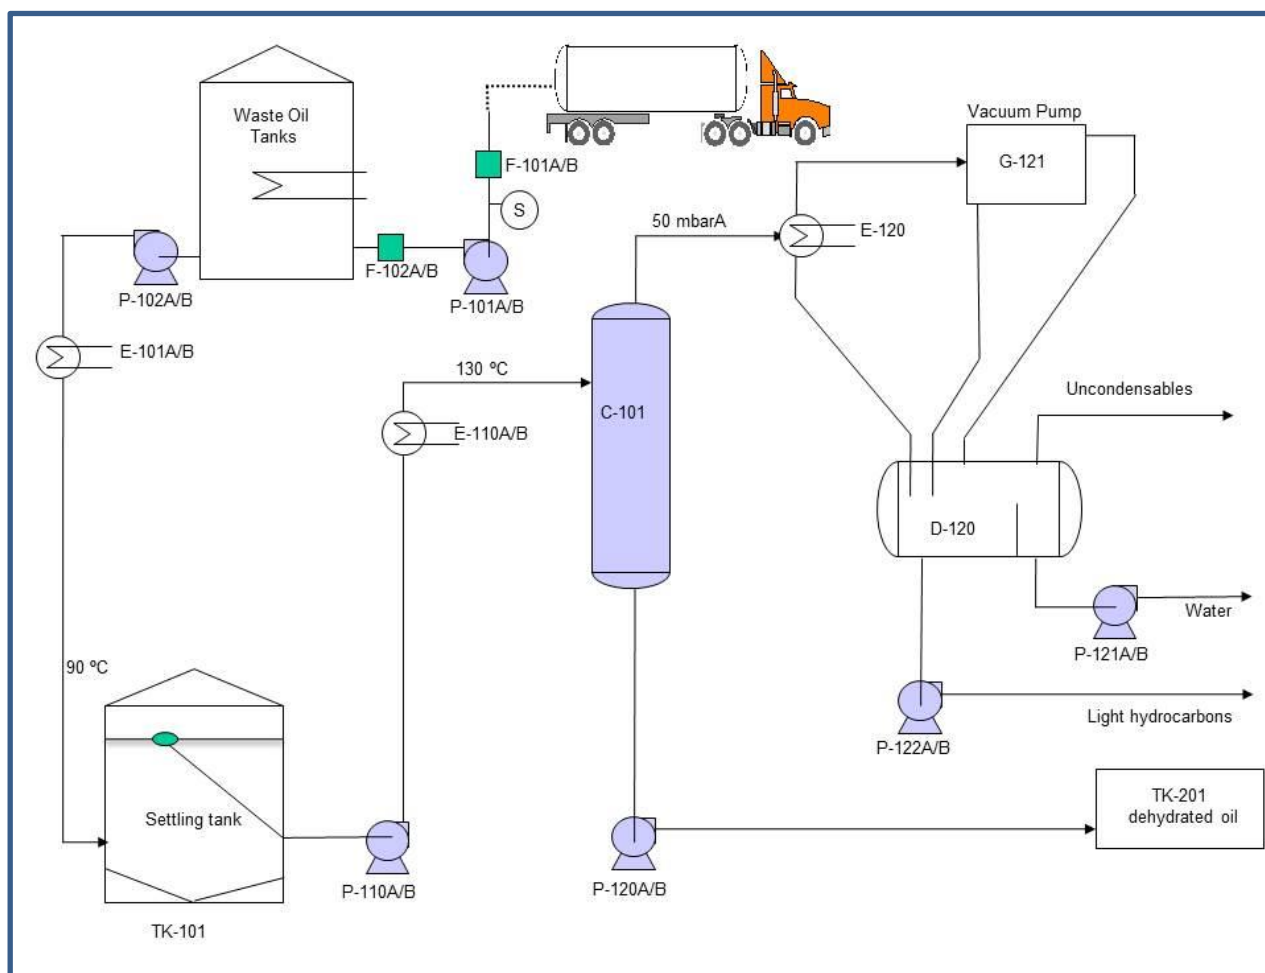 Waste Oil
Tanks
Vacuum Pump
G-121
F-101A/B
S
50 mbarA
E-120
F-102A/B
P-102A/B
P-101A/B
E-101A/B
130 ºC
Uncondensables
C-101
E-110A/B
D-120
Water
P-121A/B
90 ºC
Light hydrocarbons
P-122A/B
Settling tank
TK-201
dehydrated oil
P-110A/B
P-120A/B
TK-101